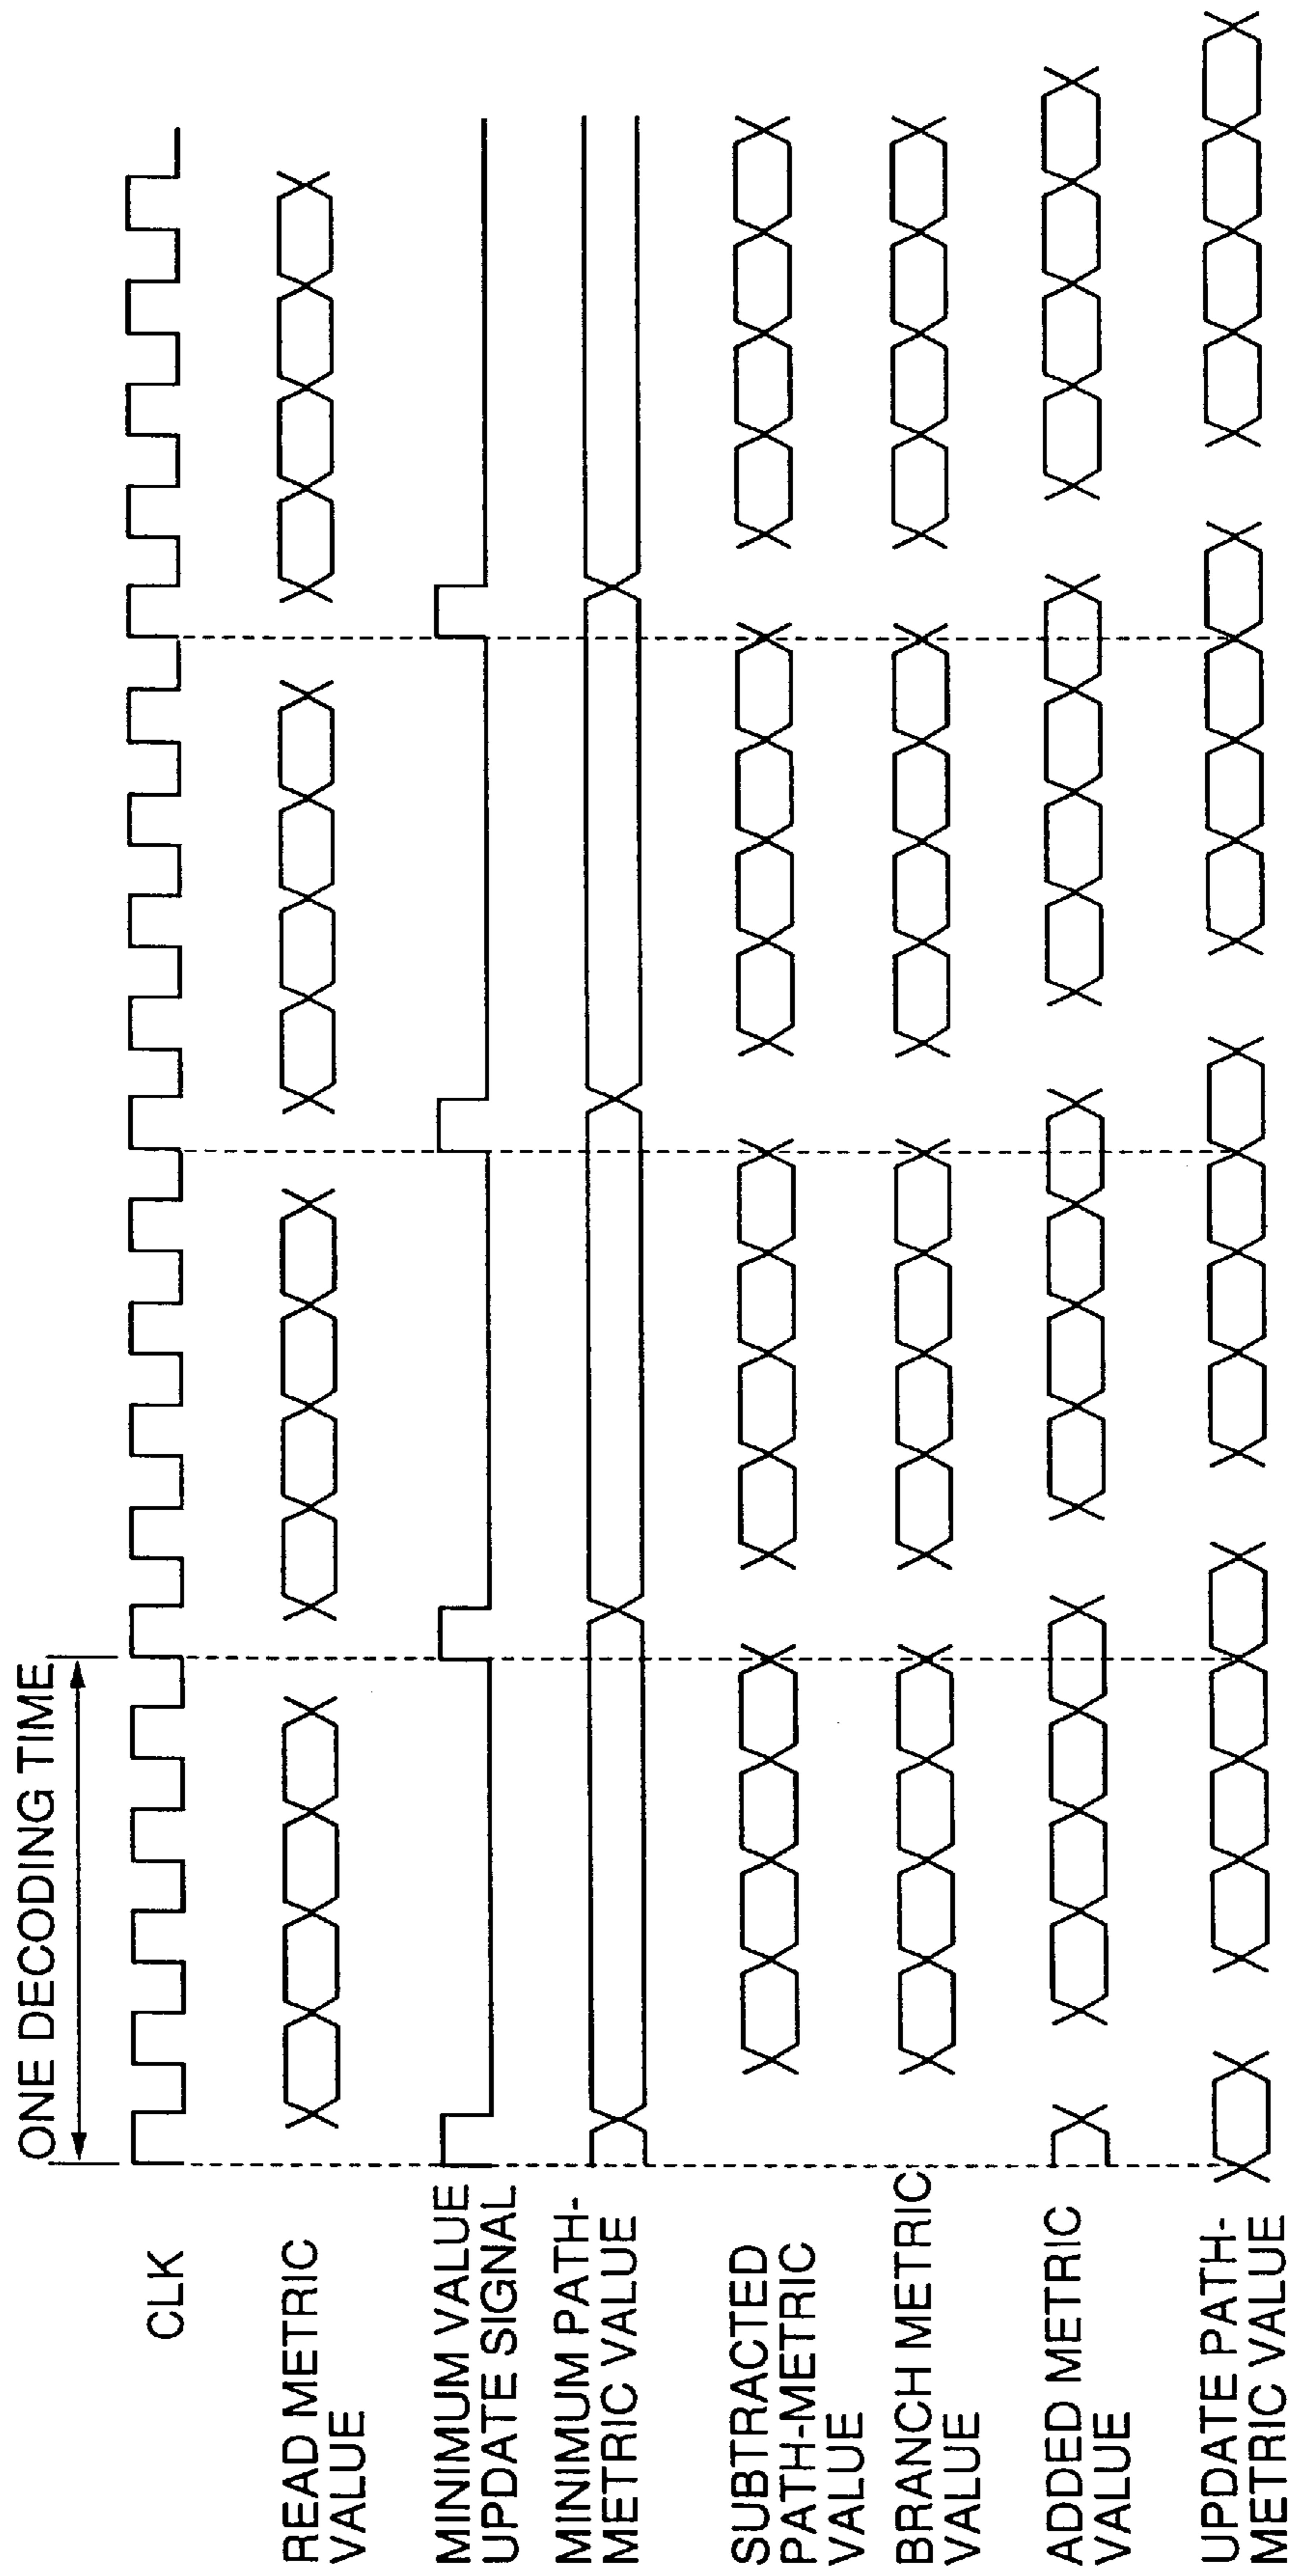 ONE DECODING TIME
CLK
READ METRIC
VALUE
MINIMUM VALUE
UPDATE SIGNAL
MINIMUM PATH-
METRIC VALUE
SUBTRACTED
PATH-METRIC
VALUE
BRANCH METRIC
VALUE
ADDED METRIC
VALUE
UPDATE PATH-
METRIC VALUE